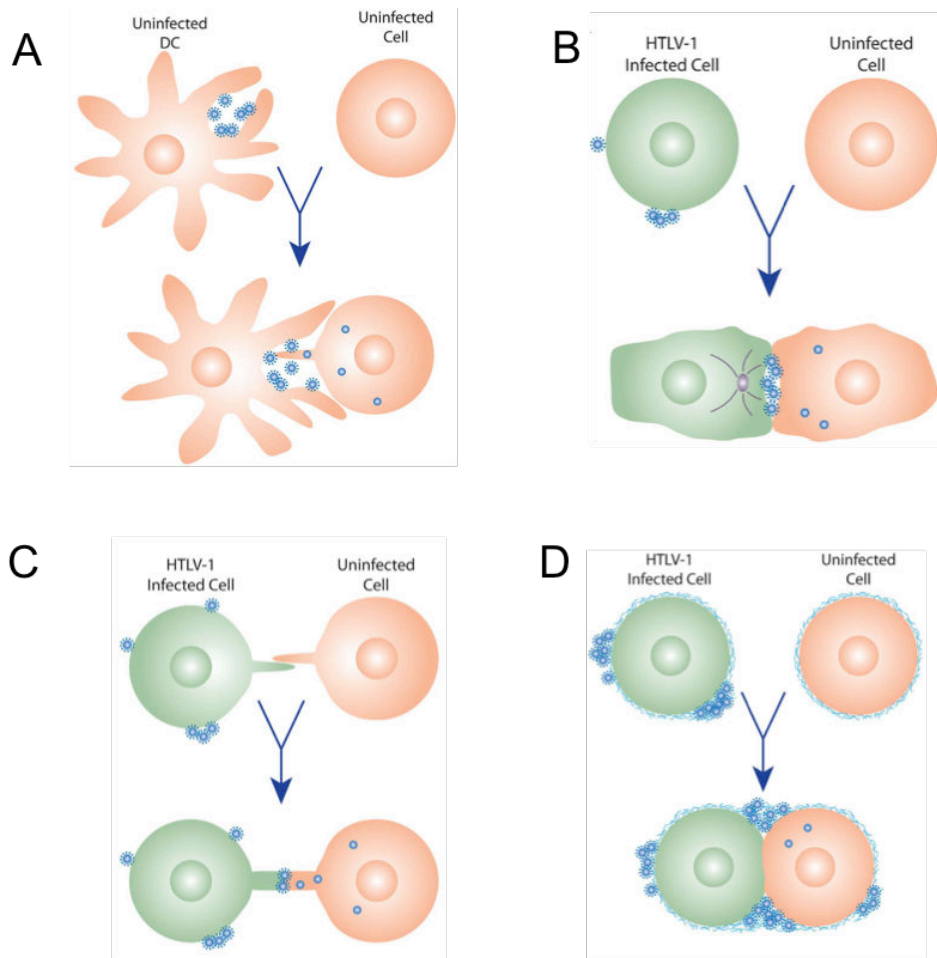 A
Uninfected
DC
Uninfected
Cell
B
HTLV-1
Infected Cell
Uninfected
Cell
C
HTLV-1
Infected Cell
Uninfected
Cell
D
HTLV-1
Infected Cell
Uninfected
Cell